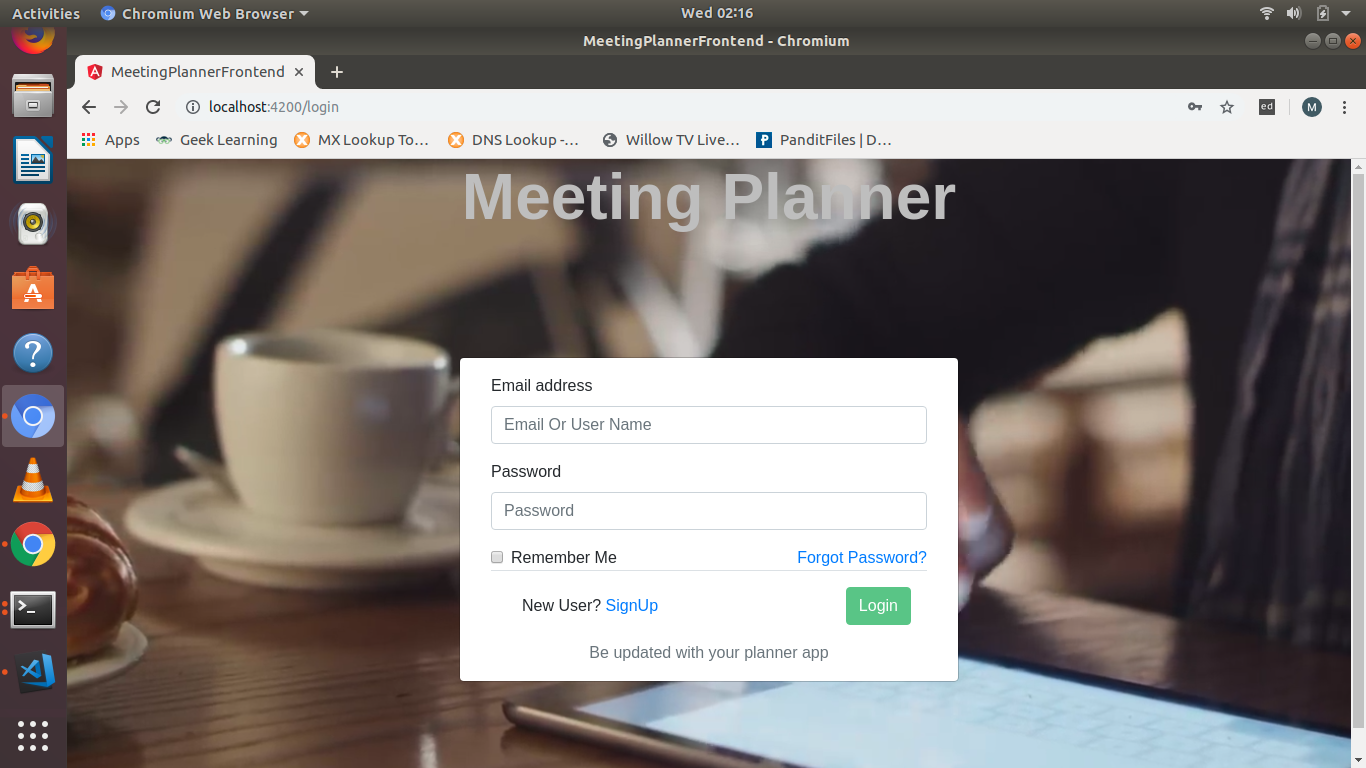 Activities Chromium Web Browser Wed 02:16
MeetingPlannerFrontend - Chromium
MeetingPlannerFrontend
localhost:4200/login ed M
Apps Geek Learning MX Lookup To… DNS Lookup -… Willow TV Live… PanditFiles | D…
Meeting Planner
Email address
Email Or User Name
Password
Password
Remember Me Forgot Password?
New User? SignUp Login
Be updated with your planner app